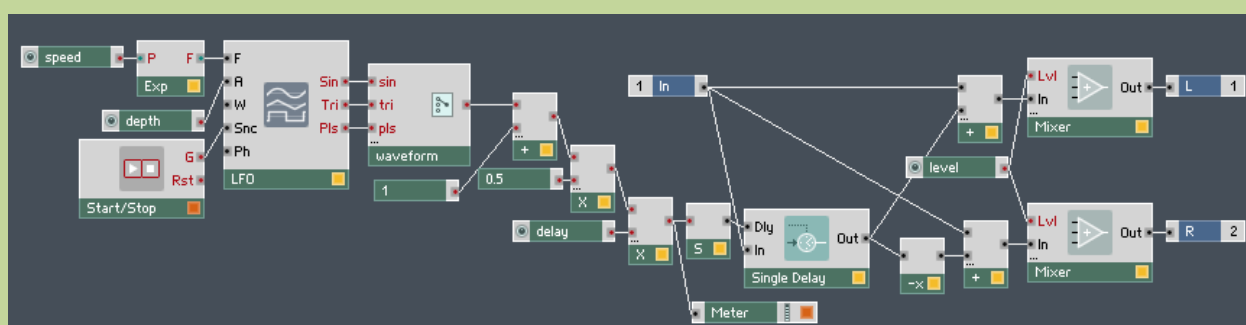 speed
P F
Exp
depth
G
Rst
Start/Stop
F
A
W
Snc
Ph
Sin
Tri
Pls
LFO
sin
tri
pls
...
waveform
1
...
+
0.5
...
X
delay
...
X
S
Meter
1 In
Dly
In
Out
Single Delay
-x
...
+
level
...
+
Lvl
In
...
Out
Mixer
L 1
Lvl
In
...
Out
Mixer
R 2